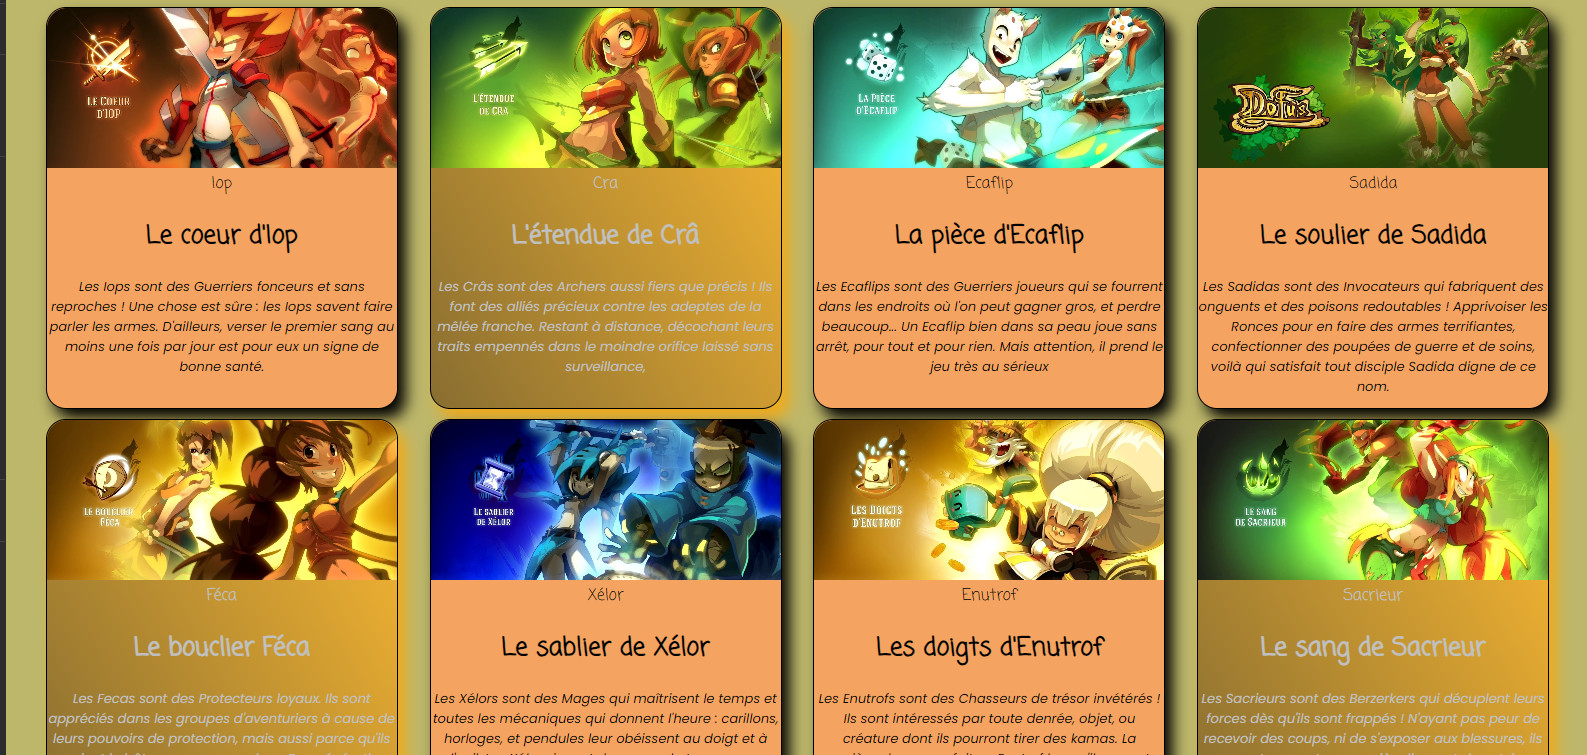 LE COEUR
D'IOP
Iop
Le coeur d'Iop
Les Iops sont des Guerriers fonceurs et sans
reproches ! Une chose est sûre : les Iops savent faire
parler les armes. D'ailleurs, verser le premier sang au
moins une fois par jour est pour eux un signe de
bonne santé.
L'ÉTENDUE
DE CRA
Cra
L'étendue de Crâ
Les Crâs sont des Archers aussi fiers que précis ! Ils
font des alliés précieux contre les adeptes de la
mêlée franche. Restant à distance, décochant leurs
traits empennés dans le moindre orifice laissé sans
surveillance,
LA PIÈCE
D'ECAFLIP
Ecaflip
La pièce d'Ecaflip
Les Ecaflips sont des Guerriers joueurs qui se fourrent
dans les endroits où l'on peut gagner gros, et perdre
beaucoup... Un Ecaflip bien dans sa peau joue sans
arrêt, pour tout et pour rien. Mais attention, il prend le
jeu très au sérieux
DOFUS
Sadida
Le soulier de Sadida
Les Sadidas sont des Invocateurs qui fabriquent des
onguents et des poisons redoutables ! Apprivoiser les
Ronces pour en faire des armes terrifiantes,
confectionner des poupées de guerre et de soins,
voilà qui satisfait tout disciple Sadida digne de ce
nom.
LE BOUCLIER
FÉCA
Féca
Le bouclier Féca
Les Fecas sont des Protecteurs loyaux. Ils sont
appréciés dans les groupes d'aventuriers à cause de
leurs pouvoirs de protection, mais aussi parce qu'ils
LE SABLIER
DE XÉLOR
Xélor
Le sablier de Xélor
Les Xélors sont des Mages qui maîtrisent le temps et
toutes les mécaniques qui donnent l'heure : carillons,
horloges, et pendules leur obéissent au doigt et à
LES DOIGTS
D'ENUTROF
Enutrof
Les doigts d'Enutrof
Les Enutrofs sont des Chasseurs de trésor invétérés !
Ils sont intéressés par toute denrée, objet, ou
créature dont ils pourront tirer des kamas. La
LE SANG
DE SACRIEUR
Sacrieur
Le sang de Sacrieur
Les Sacrieurs sont des Berzerkers qui décuplent leurs
forces dès qu'ils sont frappés ! N'ayant pas peur de
recevoir des coups, ni de s'exposer aux blessures, ils